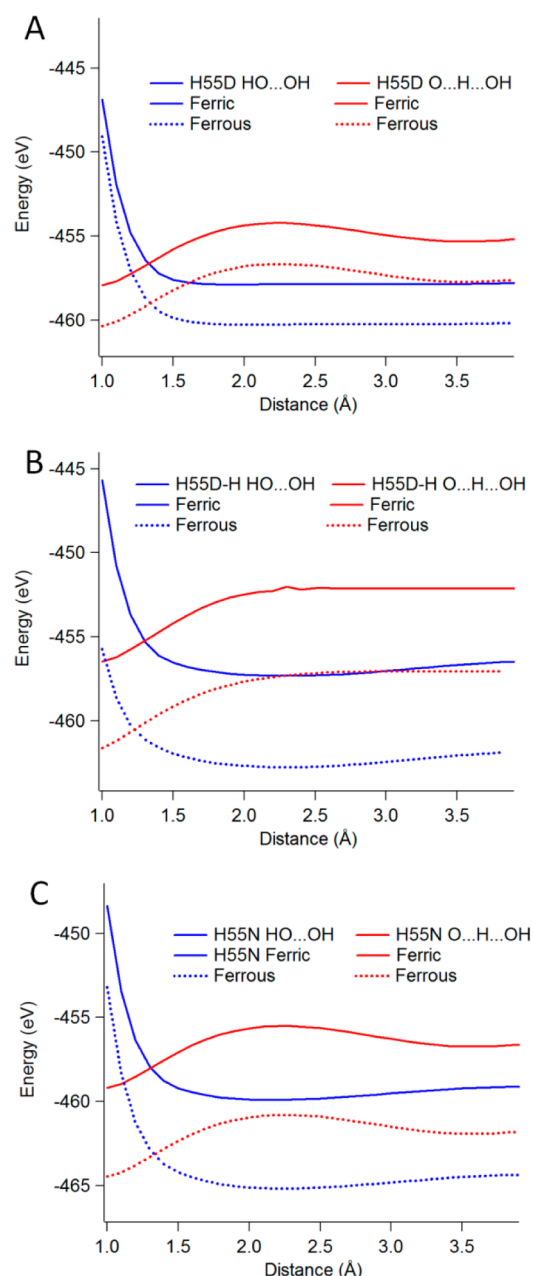 A
-445
-450
-455
-460
Energy (eV)
H55D HO...OH
H55D O...H...OH
Ferric
Ferric
Ferrous
Ferrous
1.0 1.5 2.0 2.5 3.0 3.5
Distance (Å)
B
-445
-450
-455
-460
Energy (eV)
H55D-H HO...OH
H55D-H O...H...OH
Ferric
Ferric
Ferrous
Ferrous
1.0 1.5 2.0 2.5 3.0 3.5
Distance (Å)
C
-450
-455
-460
-465
Energy (eV)
H55N HO...OH
H55N O...H...OH
H55N Ferric
Ferric
Ferrous
Ferrous
1.0 1.5 2.0 2.5 3.0 3.5
Distance (Å)